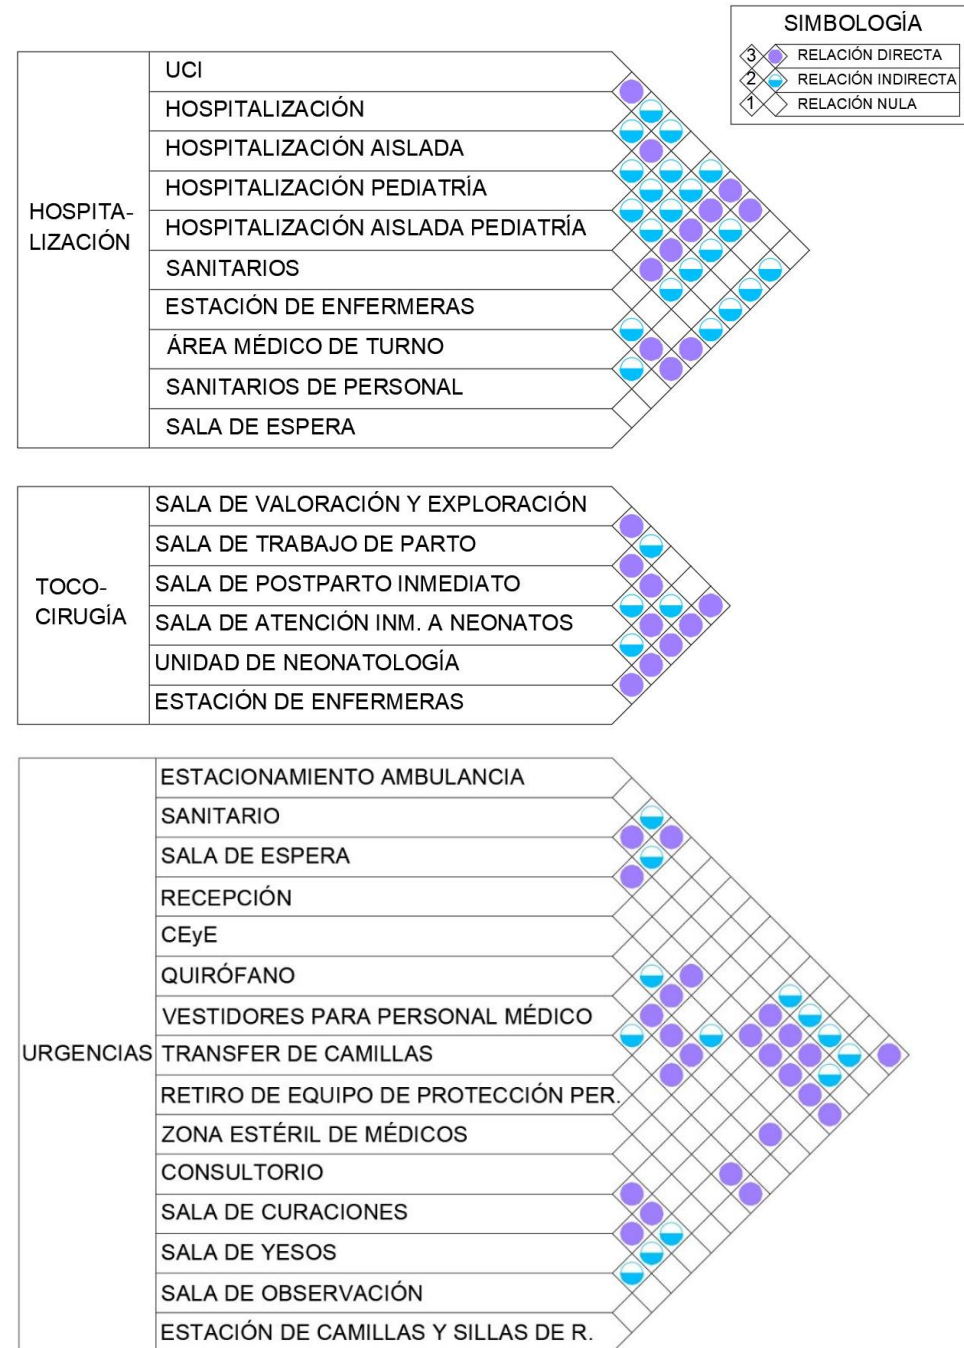 SIMBOLOGÍA
3 RELACIÓN DIRECTA
2 RELACIÓN INDIRECTA
1 RELACIÓN NULA
HOSPITA-
LIZACIÓN
UCI
HOSPITALIZACIÓN
HOSPITALIZACIÓN AISLADA
HOSPITALIZACIÓN PEDIATRÍA
HOSPITALIZACIÓN AISLADA PEDIATRÍA
SANITARIOS
ESTACIÓN DE ENFERMERAS
ÁREA MÉDICO DE TURNO
SANITARIOS DE PERSONAL
SALA DE ESPERA
TOCO-
CIRUGÍA
SALA DE VALORACIÓN Y EXPLORACIÓN
SALA DE TRABAJO DE PARTO
SALA DE POSTPARTO INMEDIATO
SALA DE ATENCIÓN INM. A NEONATOS
UNIDAD DE NEONATOLOGÍA
ESTACIÓN DE ENFERMERAS
URGENCIAS
ESTACIONAMIENTO AMBULANCIA
SANITARIO
SALA DE ESPERA
RECEPCIÓN
CEyE
QUIRÓFANO
VESTIDORES PARA PERSONAL MÉDICO
TRANSFER DE CAMILLAS
RETIRO DE EQUIPO DE PROTECCIÓN PER.
ZONA ESTÉRIL DE MÉDICOS
CONSULTORIO
SALA DE CURACIONES
SALA DE YESOS
SALA DE OBSERVACIÓN
ESTACIÓN DE CAMILLAS Y SILLAS DE R.